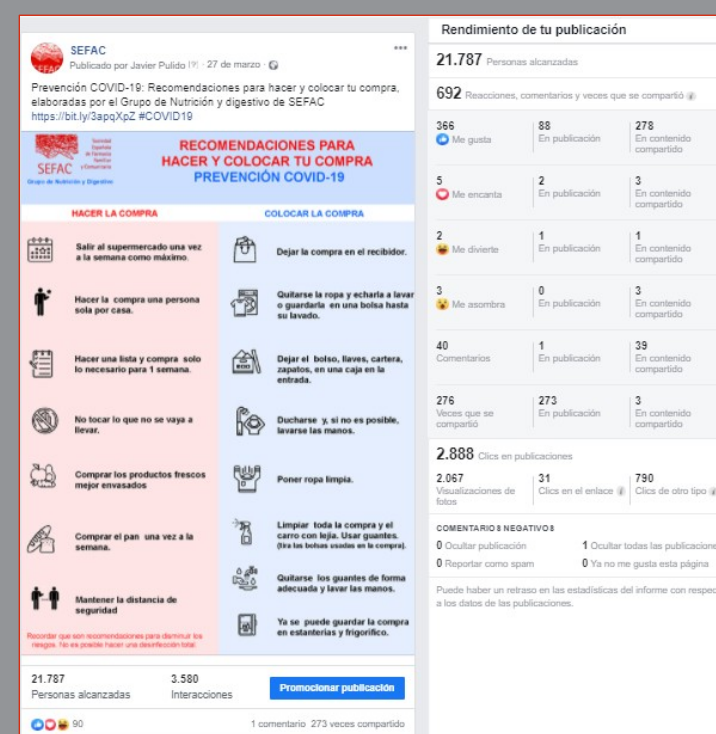 SEFAC
Publicado por Javier Pulido [?] · 27 de marzo ·
Prevención COVID-19: Recomendaciones para hacer y colocar tu compra,
elaboradas por el Grupo de Nutrición y digestivo de SEFAC
https://bit.ly/3apqXpZ #COVID19
SEFAC
Sociedad
Española
de Farmacia
Familiar
y Comunitaria
Grupo de Nutrición y Digestivo
RECOMENDACIONES PARA
HACER Y COLOCAR TU COMPRA
PREVENCIÓN COVID-19
HACER LA COMPRA
Salir al supermercado una vez
a la semana como máximo.
Hacer la compra una persona
sola por casa.
Hacer una lista y compra solo
lo necesario para 1 semana.
No tocar lo que no se vaya a
llevar.
Comprar los productos frescos
mejor envasados
Comprar el pan una vez a la
semana.
Mantener la distancia de
seguridad
Recordar que son recomendaciones para disminuir los
riesgos. No es posible hacer una desinfección total.
COLOCAR LA COMPRA
Dejar la compra en el recibidor.
Quitarse la ropa y echarla a lavar
o guardarla en una bolsa hasta
su lavado.
Dejar el bolso, llaves, cartera,
zapatos, en una caja en la
entrada.
Ducharse y, si no es posible,
lavarse las manos.
Poner ropa limpia.
Limpiar toda la compra y el
carro con lejía. Usar guantes.
(tira las bolsas usadas en la compra).
Quitarse los guantes de forma
adecuada y lavar las manos.
Ya se puede guardar la compra
en estanterías y frigorífico.
21.787
Personas alcanzadas
3.580
Interacciones
Promocionar publicación
90
1 comentario 273 veces compartido
Rendimiento de tu publicación
21.787 Personas alcanzadas
692 Reacciones, comentarios y veces que se compartió
366
Me gusta
88
En publicación
278
En contenido
compartido
5
Me encanta
2
En publicación
3
En contenido
compartido
2
Me divierte
1
En publicación
1
En contenido
compartido
3
Me asombra
0
En publicación
3
En contenido
compartido
40
Comentarios
1
En publicación
39
En contenido
compartido
276
Veces que se
compartió
273
En publicación
3
En contenido
compartido
2.888 Clics en publicaciones
2.067
Visualizaciones de
fotos
31
Clics en el enlace
790
Clics de otro tipo
COMENTARIOS NEGATIVOS
0 Ocultar publicación
1 Ocultar todas las publicacione
0 Reportar como spam
0 Ya no me gusta esta página
Puede haber un retraso en las estadísticas del informe con respec
a los datos de las publicaciones.